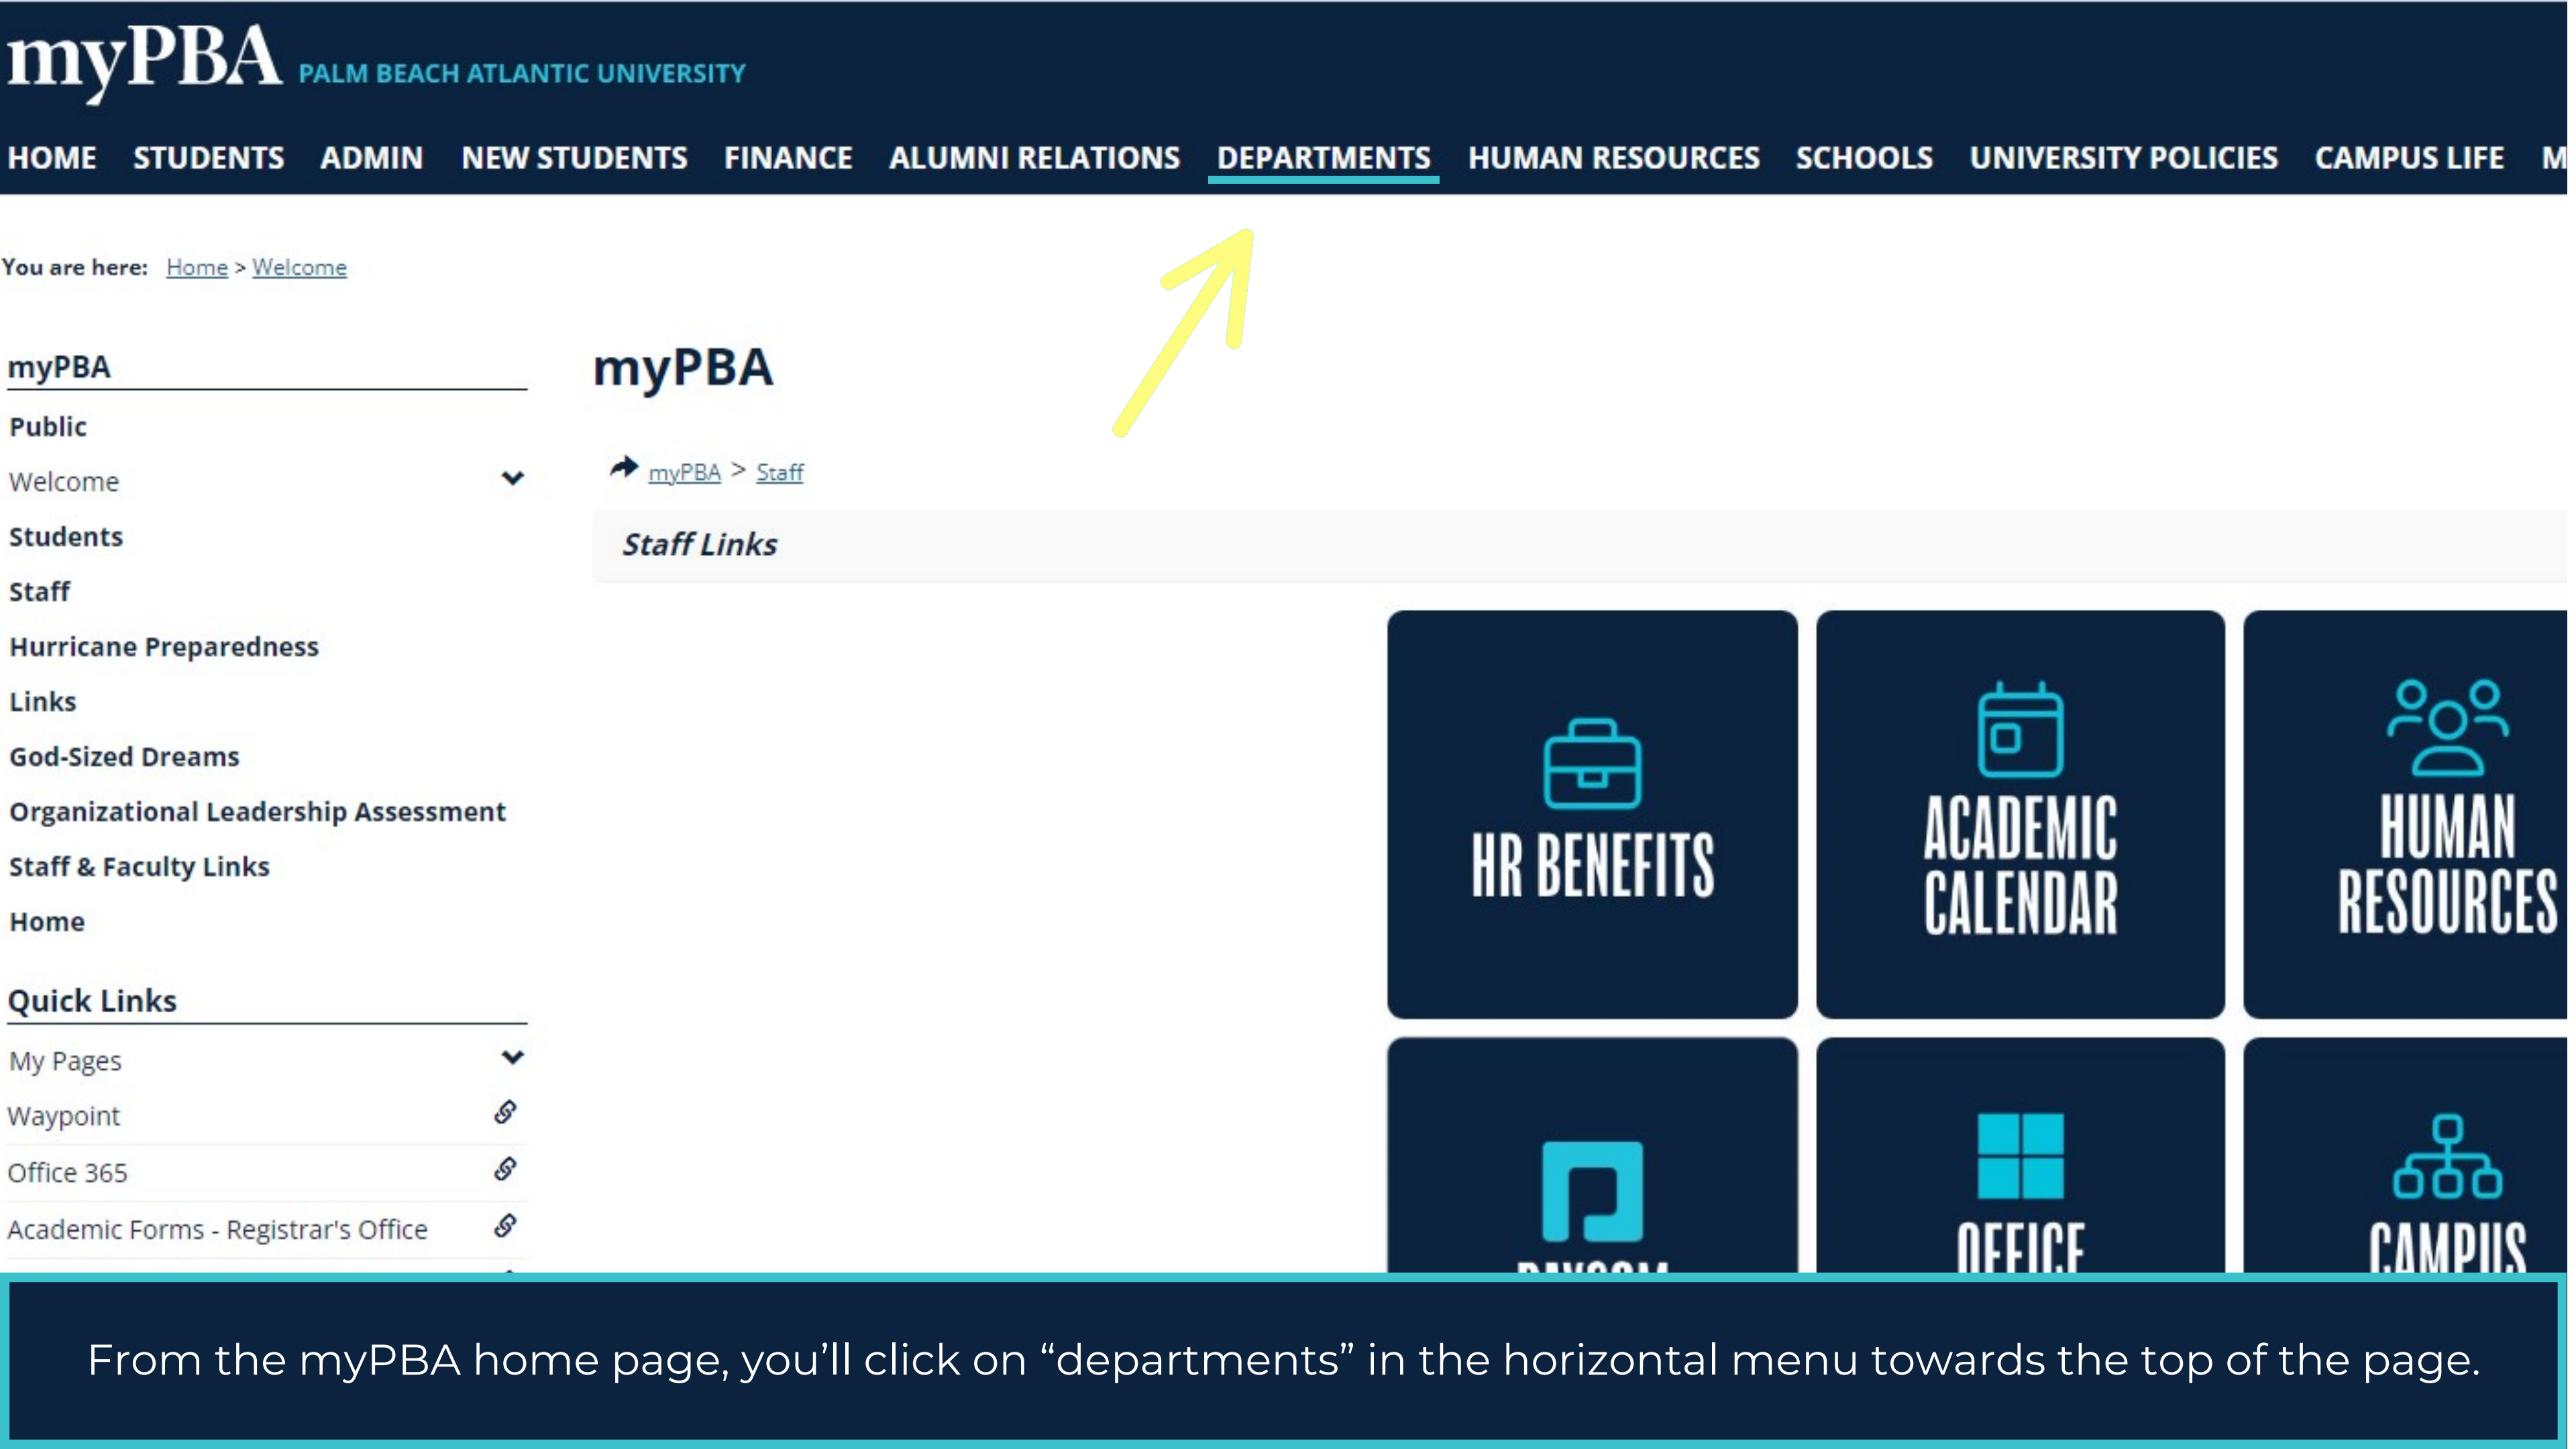 myPBA PALM BEACH ATLANTIC UNIVERSITY
HOME STUDENTS ADMIN NEW STUDENTS FINANCE ALUMNI RELATIONS DEPARTMENTS HUMAN RESOURCES SCHOOLS UNIVERSITY POLICIES CAMPUS LIFE M
You are here: Home > Welcome
myPBA
Public
Welcome
Students
Staff
Hurricane Preparedness
Links
God-Sized Dreams
Organizational Leadership Assessment
Staff & Faculty Links
Home
Quick Links
My Pages
Waypoint
Office 365
Academic Forms - Registrar's Office
myPBA
myPBA > Staff
Staff Links
HR BENEFITS
ACADEMIC
CALENDAR
HUMAN
RESOURCES
OFFICE
CAMPUS
From the myPBA home page, you’ll click on “departments” in the horizontal menu towards the top of the page.